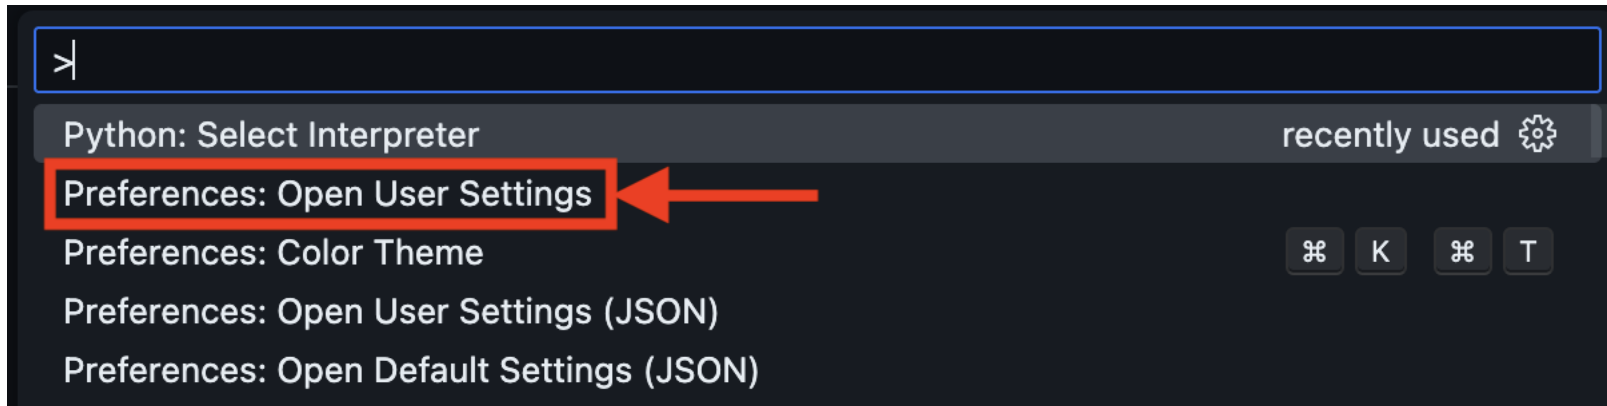 >
Python: Select Interpreter recently used
Preferences: Open User Settings
Preferences: Color Theme ⌘ K ⌘ T
Preferences: Open User Settings (JSON)
Preferences: Open Default Settings (JSON)